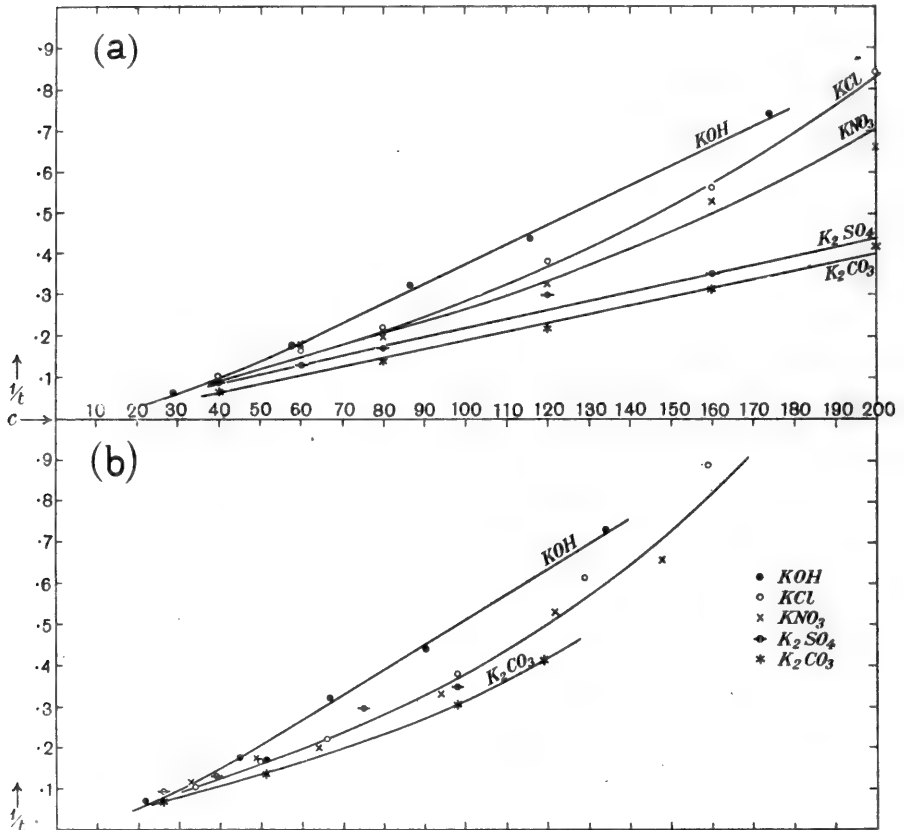 (a)
·9
·8
·7
·6
·5
·4
·3
·2
·1
1/t
c
10 20 30 40 50 60 70 80 90 100 110 120 130 140 150 160 170 180 190 200
KOH
KCl
KNO₃
K₂SO₄
K₂CO₃
(b)
·9
·8
·7
·6
·5
·4
·3
·2
·1
1/t
KOH
K₂CO₃
KOH
KCl
KNO₃
K₂SO₄
K₂CO₃